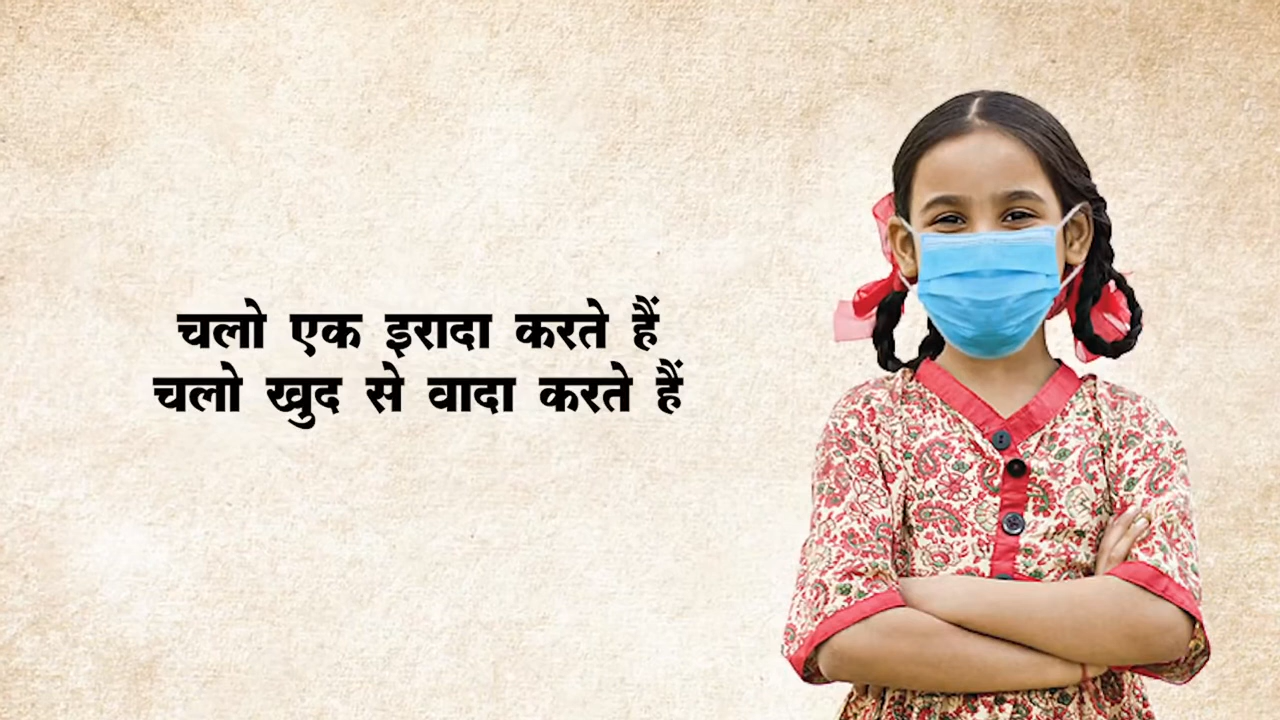 चलो एक इरादा करते हैं
चलो खुद से वादा करते हैं